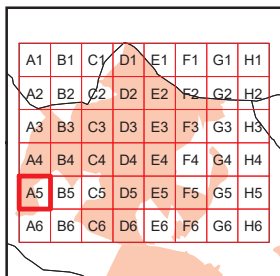 A1 B1 C1 D1 E1 F1 G1 H1
A2 B2 C2 D2 E2 F2 G2 H2
A3 B3 C3 D3 E3 F3 G3 H3
A4 B4 C4 D4 E4 F4 G4 H4
A5 B5 C5 D5 E5 F5 G5 H5
A6 B6 C6 D6 E6 F6 G6 H6